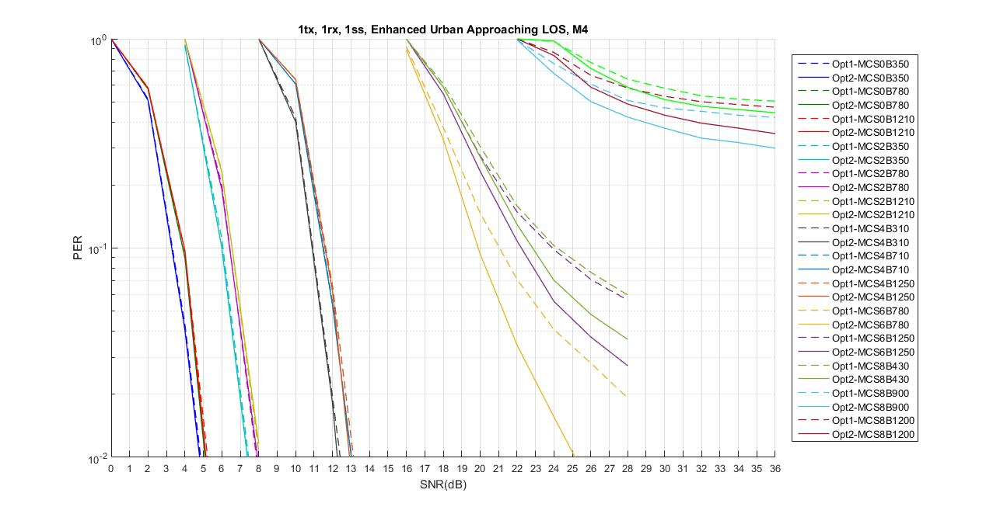 1tx, 1rx, 1ss, Enhanced Urban Approaching LOS, M4
10^0
10^-1
10^-2
PER
0 1 2 3 4 5 6 7 8 9 10 11 12 13 14 15 16 17 18 19 20 21 22 23 24 25 26 27 28 29 30 31 32 33 34 35 36
SNR(dB)
Opt1-MCS0B350
Opt2-MCS0B350
Opt1-MCS0B780
Opt2-MCS0B780
Opt1-MCS0B1210
Opt2-MCS0B1210
Opt1-MCS2B350
Opt2-MCS2B350
Opt1-MCS2B780
Opt2-MCS2B780
Opt1-MCS2B1210
Opt2-MCS2B1210
Opt1-MCS4B310
Opt2-MCS4B310
Opt1-MCS4B710
Opt2-MCS4B710
Opt1-MCS4B1250
Opt2-MCS4B1250
Opt1-MCS6B780
Opt2-MCS6B780
Opt1-MCS6B1250
Opt2-MCS6B1250
Opt1-MCS8B430
Opt2-MCS8B430
Opt1-MCS8B900
Opt2-MCS8B900
Opt1-MCS8B1200
Opt2-MCS8B1200